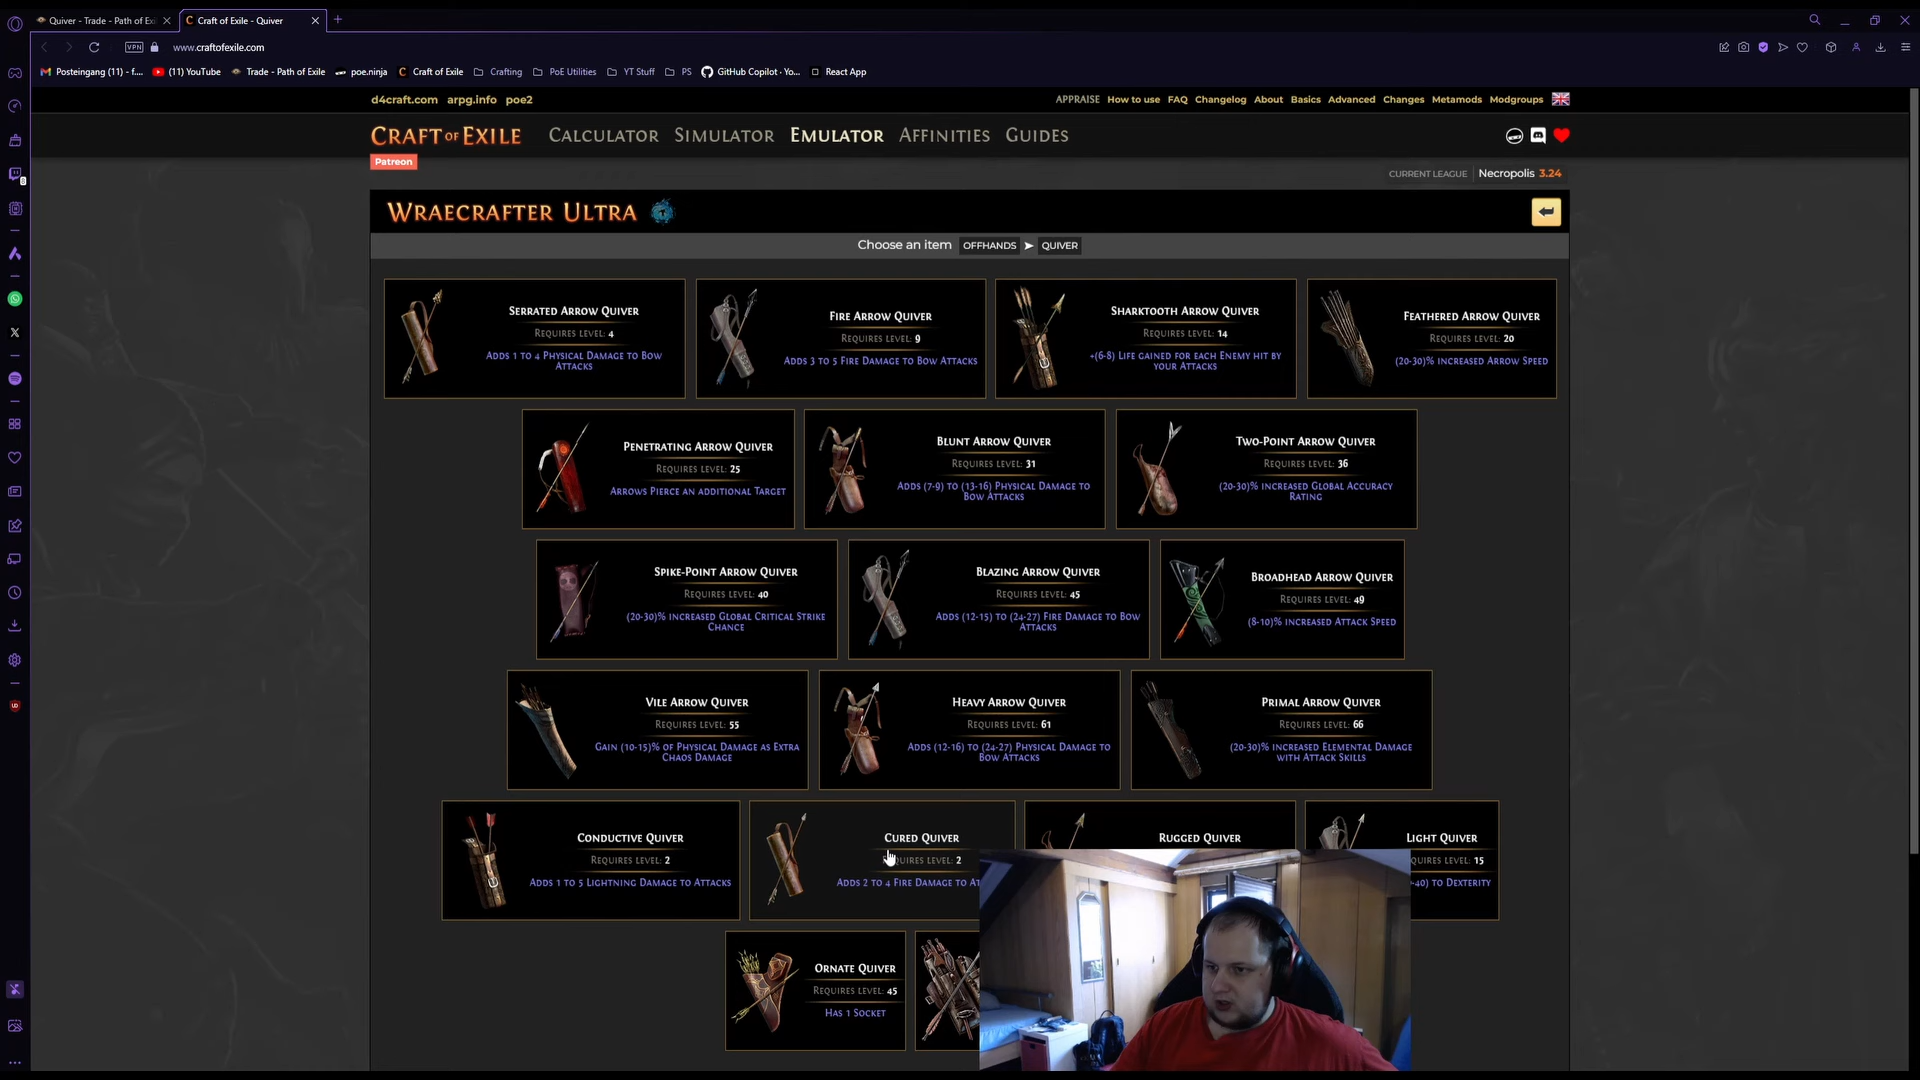 Quiver - Trade - Path of Exi
Craft of Exile - Quiver
VPN
www.craftofexile.com
Posteingang (11) - f....
(11) YouTube
Trade - Path of Exile
poe.ninja
Craft of Exile
Crafting
PoE Utilities
YT Stuff
PS
GitHub Copilot · Yo...
React App
d4craft.com arpg.info poe2
APPRAISE How to use FAQ Changelog About Basics Advanced Changes Metamods Modgroups
CRAFT OF EXILE
CALCULATOR SIMULATOR EMULATOR AFFINITIES GUIDES
Patreon
CURRENT LEAGUE Necropolis 3.24
WRAECRAFTER ULTRA
Choose an item OFFHANDS QUIVER
SERRATED ARROW QUIVER
REQUIRES LEVEL: 4
ADDS 1 TO 4 PHYSICAL DAMAGE TO BOW
ATTACKS
FIRE ARROW QUIVER
REQUIRES LEVEL: 9
ADDS 3 TO 5 FIRE DAMAGE TO BOW ATTACKS
SHARKTOOTH ARROW QUIVER
REQUIRES LEVEL: 14
+(6-8) LIFE GAINED FOR EACH ENEMY HIT BY
YOUR ATTACKS
FEATHERED ARROW QUIVER
REQUIRES LEVEL: 20
(20-30)% INCREASED ARROW SPEED
PENETRATING ARROW QUIVER
REQUIRES LEVEL: 25
ARROWS PIERCE AN ADDITIONAL TARGET
BLUNT ARROW QUIVER
REQUIRES LEVEL: 31
ADDS (7-9) TO (13-16) PHYSICAL DAMAGE TO
BOW ATTACKS
TWO-POINT ARROW QUIVER
REQUIRES LEVEL: 36
(20-30)% INCREASED GLOBAL ACCURACY
RATING
SPIKE-POINT ARROW QUIVER
REQUIRES LEVEL: 40
(20-30)% INCREASED GLOBAL CRITICAL STRIKE
CHANCE
BLAZING ARROW QUIVER
REQUIRES LEVEL: 45
ADDS (12-15) TO (24-27) FIRE DAMAGE TO BOW
ATTACKS
BROADHEAD ARROW QUIVER
REQUIRES LEVEL: 49
(8-10)% INCREASED ATTACK SPEED
VILE ARROW QUIVER
REQUIRES LEVEL: 55
GAIN (10-15)% OF PHYSICAL DAMAGE AS EXTRA
CHAOS DAMAGE
HEAVY ARROW QUIVER
REQUIRES LEVEL: 61
ADDS (12-16) TO (24-27) PHYSICAL DAMAGE TO
BOW ATTACKS
PRIMAL ARROW QUIVER
REQUIRES LEVEL: 66
(20-30)% INCREASED ELEMENTAL DAMAGE
WITH ATTACK SKILLS
CONDUCTIVE QUIVER
REQUIRES LEVEL: 2
ADDS 1 TO 5 LIGHTNING DAMAGE TO ATTACKS
CURED QUIVER
QUIRES LEVEL: 2
ADDS 2 TO 4 FIRE DAMAGE TO AT
RUGGED QUIVER
LIGHT QUIVER
QUIRES LEVEL: 15
-40) TO DEXTERITY
ORNATE QUIVER
REQUIRES LEVEL: 45
HAS 1 SOCKET